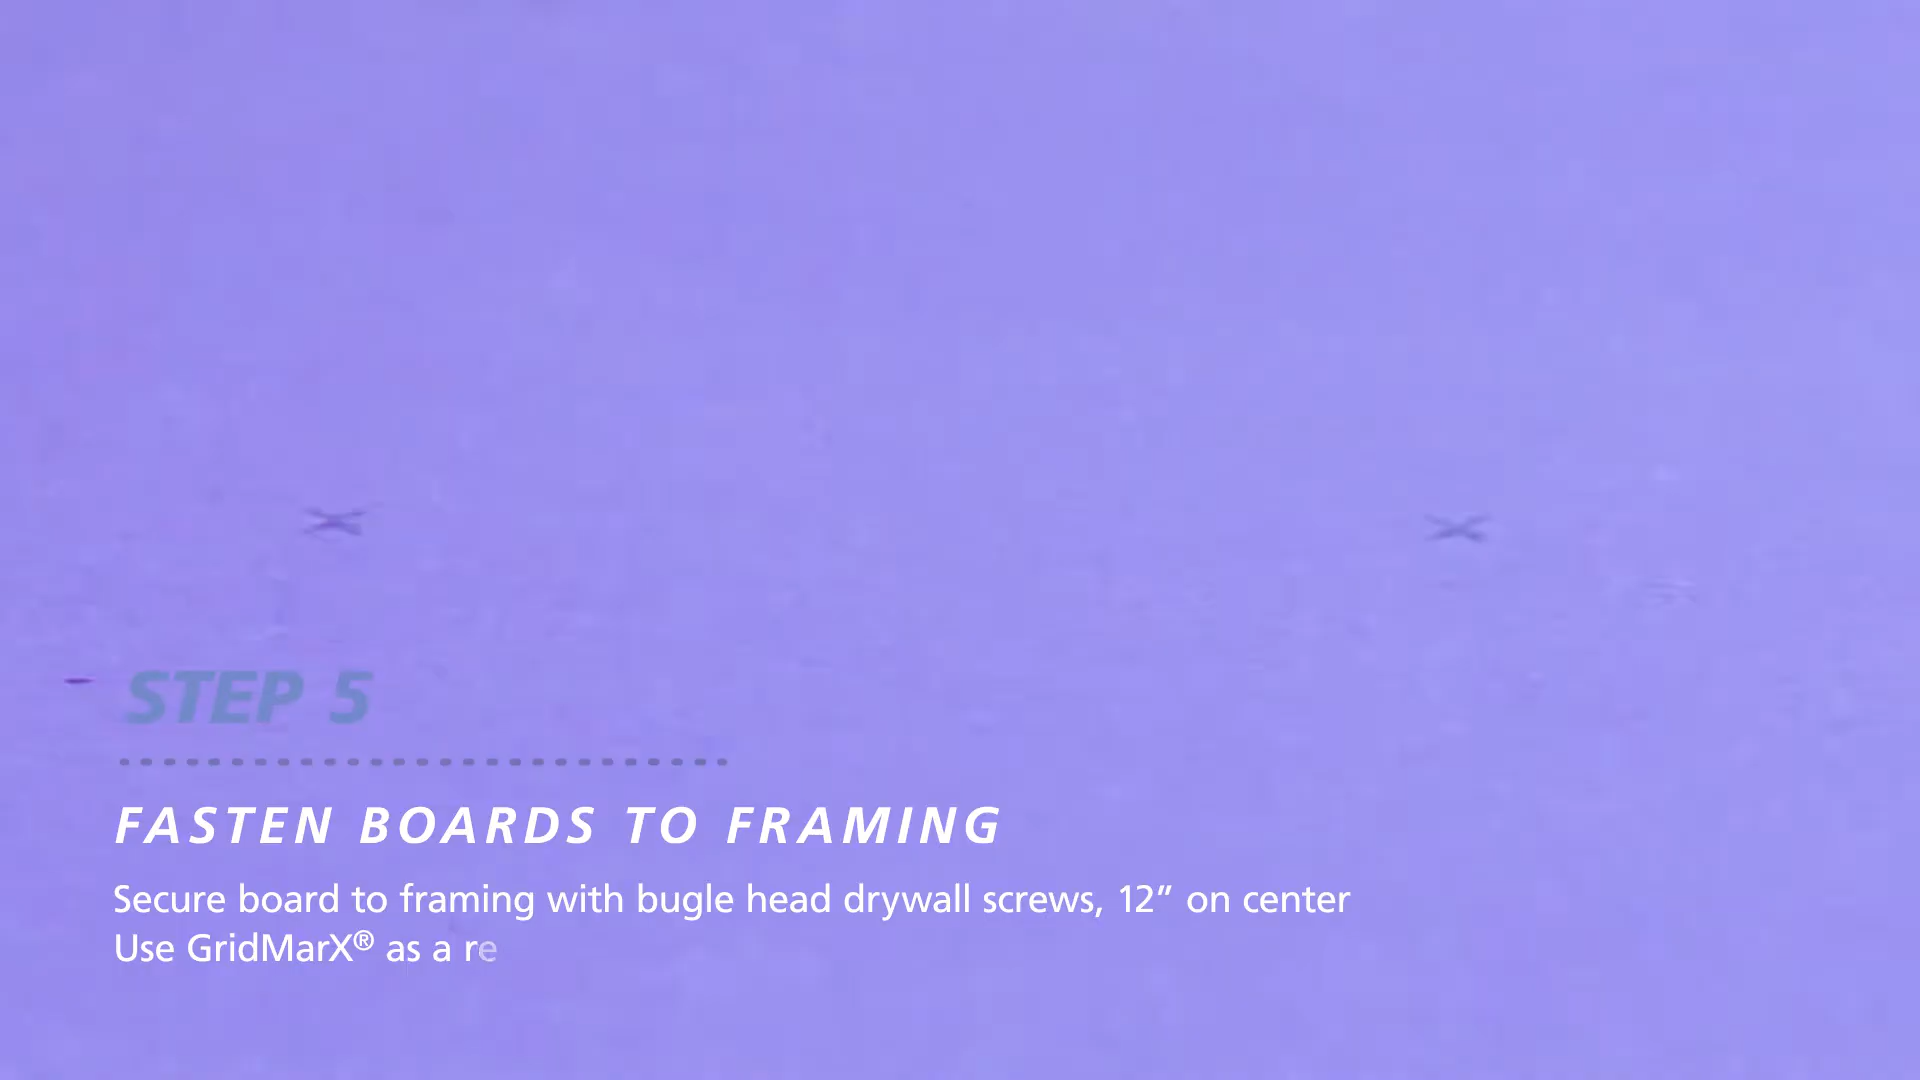 STEP 5
FASTEN BOARDS TO FRAMING
Secure board to framing with bugle head drywall screws, 12” on center
Use GridMarX® as a re